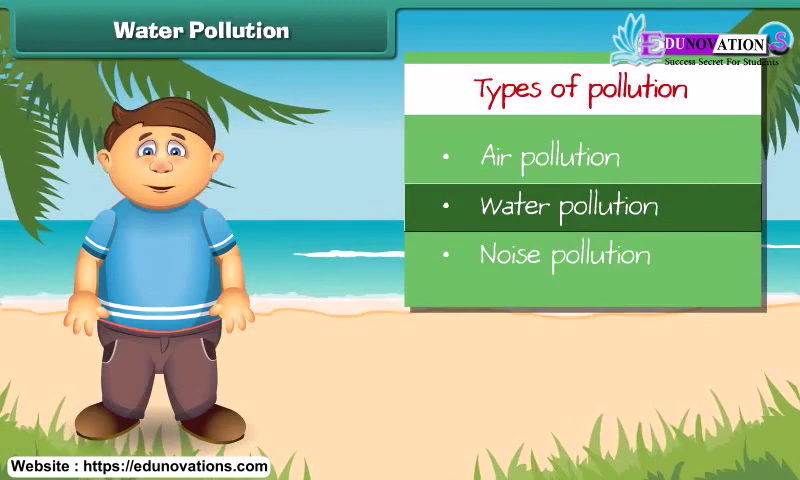 Water Pollution
EDUNOVATION.S
Success Secret For Students
Types of pollution
• Air pollution
• Water pollution
• Noise pollution
Website : https://edunovations.com